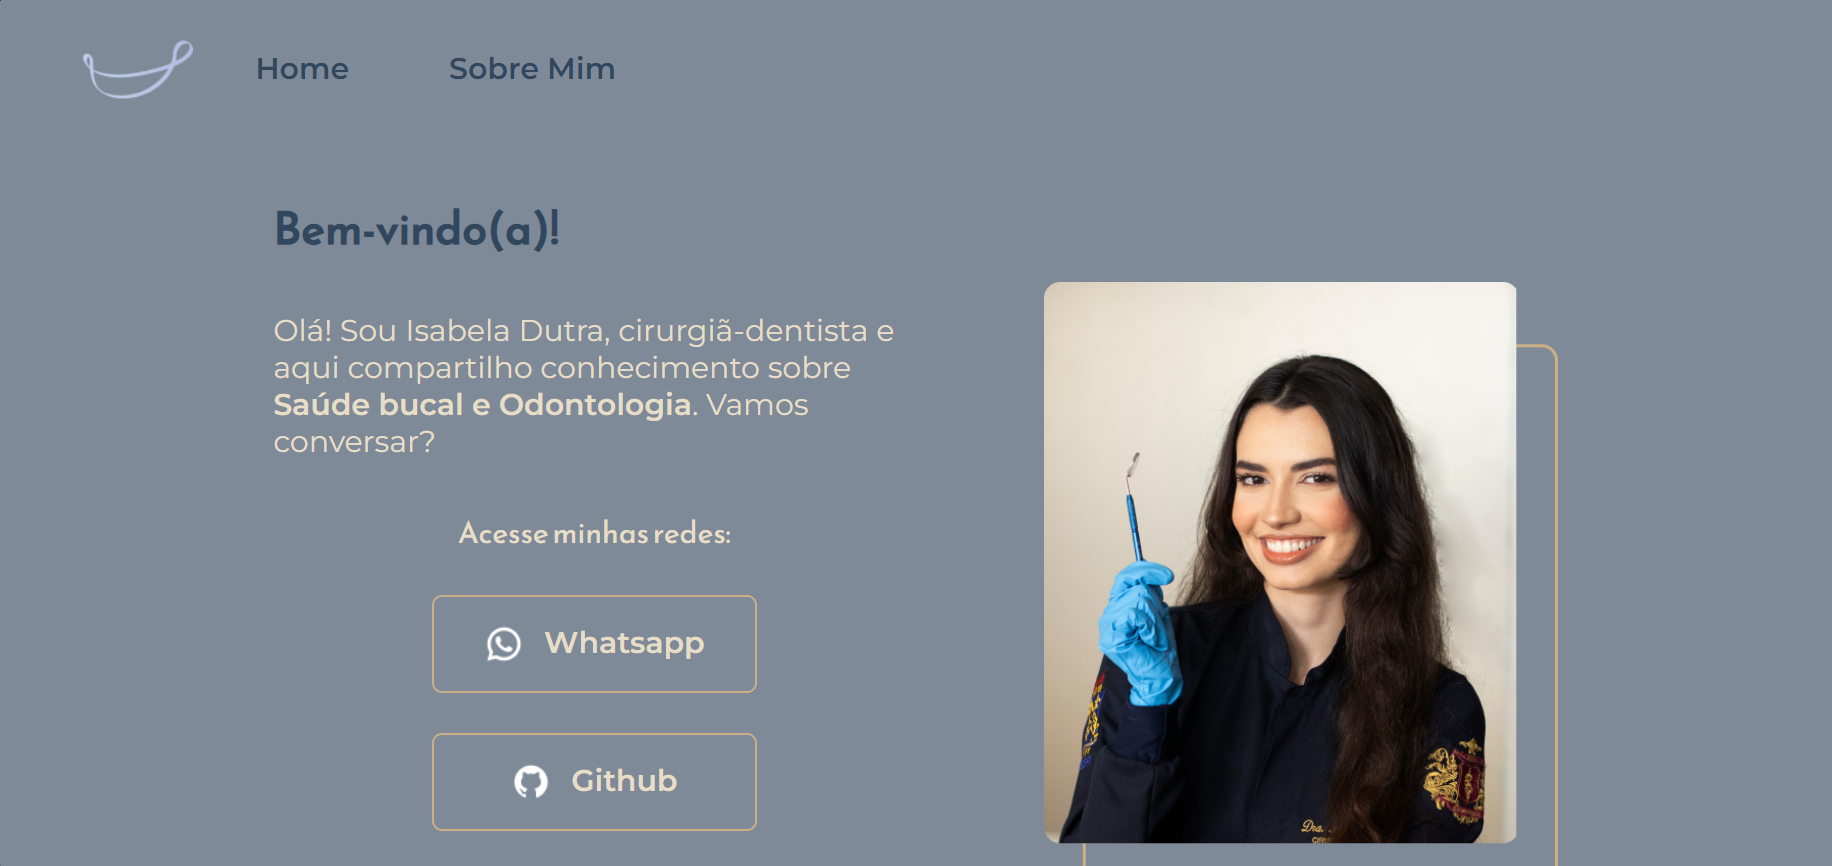 Home
Sobre Mim
Bem-vindo(a)!
Olá! Sou Isabela Dutra, cirurgiã-dentista e
aqui compartilho conhecimento sobre
Saúde bucal e Odontologia. Vamos
conversar?
Acesse minhas redes:
Whatsapp
Github
Dra.